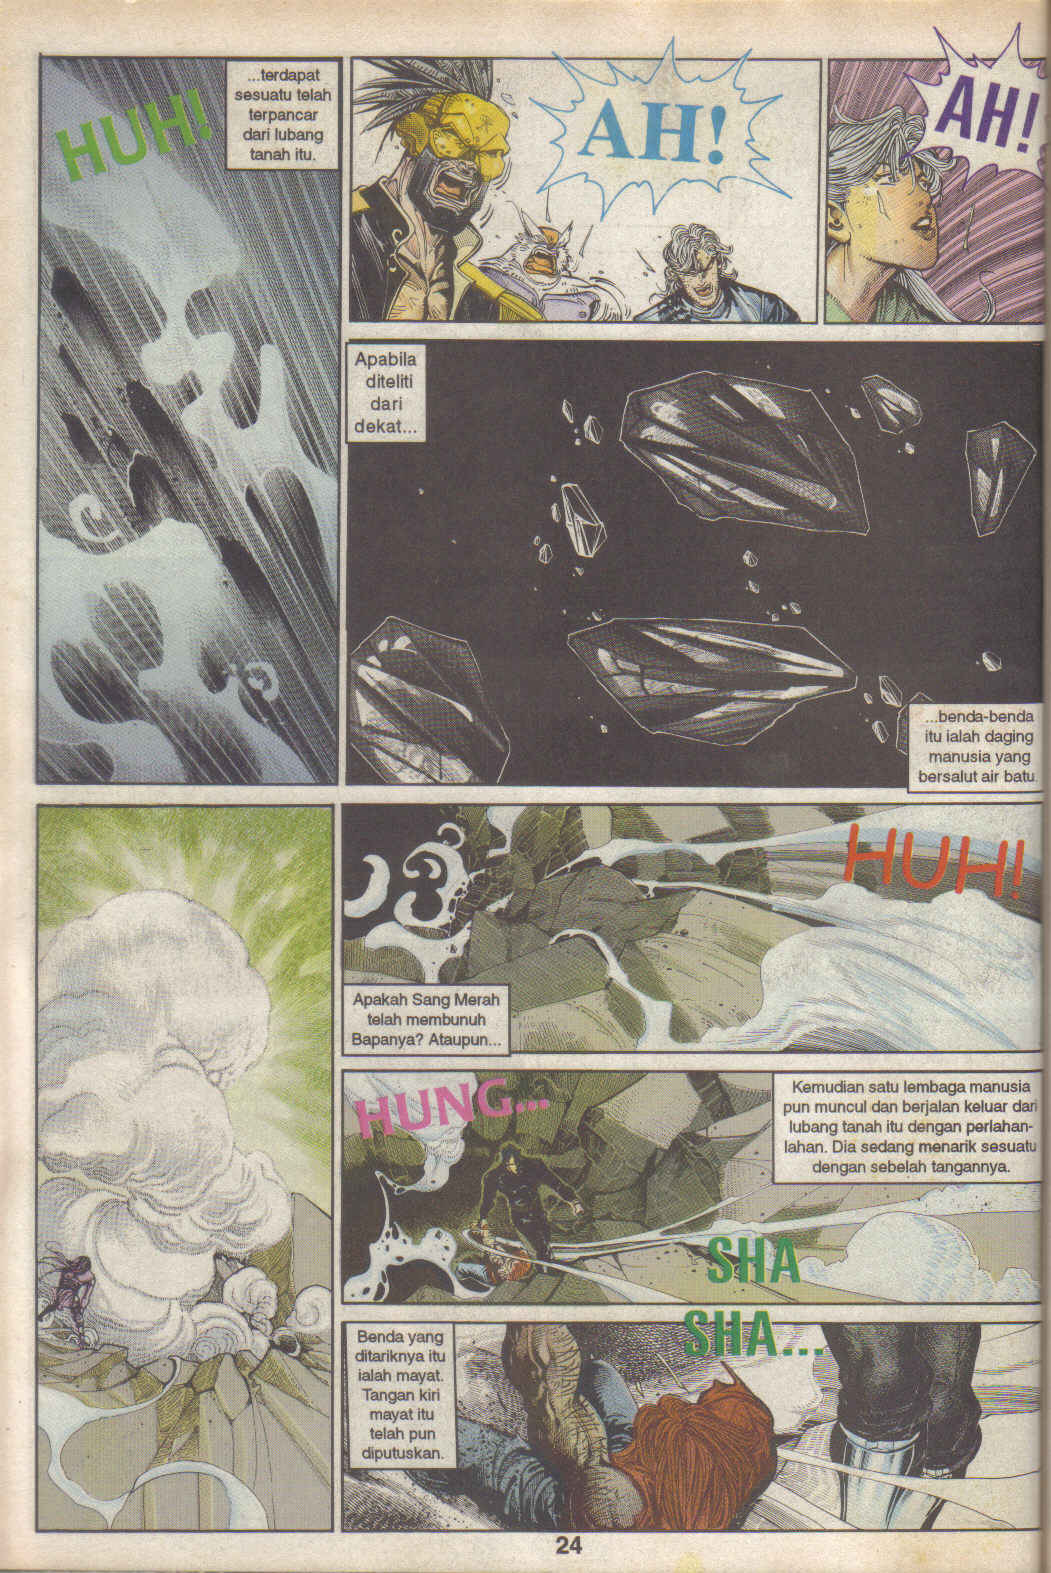 HUH!
...terdapat
sesuatu telah
terpancar
dari lubang
tanah itu.
AH!
AH!
Apabila
diteliti
dari
dekat...
...benda-benda
itu ialah daging
manusia yang
bersalut air batu.
HUH!
Apakah Sang Merah
telah membunuh
Bapanya? Ataupun...
HUNG...
Kemudian satu lembaga manusia
pun muncul dan berjalan keluar dari
lubang tanah itu dengan perlahan-
lahan. Dia sedang menarik sesuatu
dengan sebelah tangannya.
SHA
SHA...
Benda yang
ditariknya itu
ialah mayat.
Tangan kiri
mayat itu
telah pun
diputuskan.
24